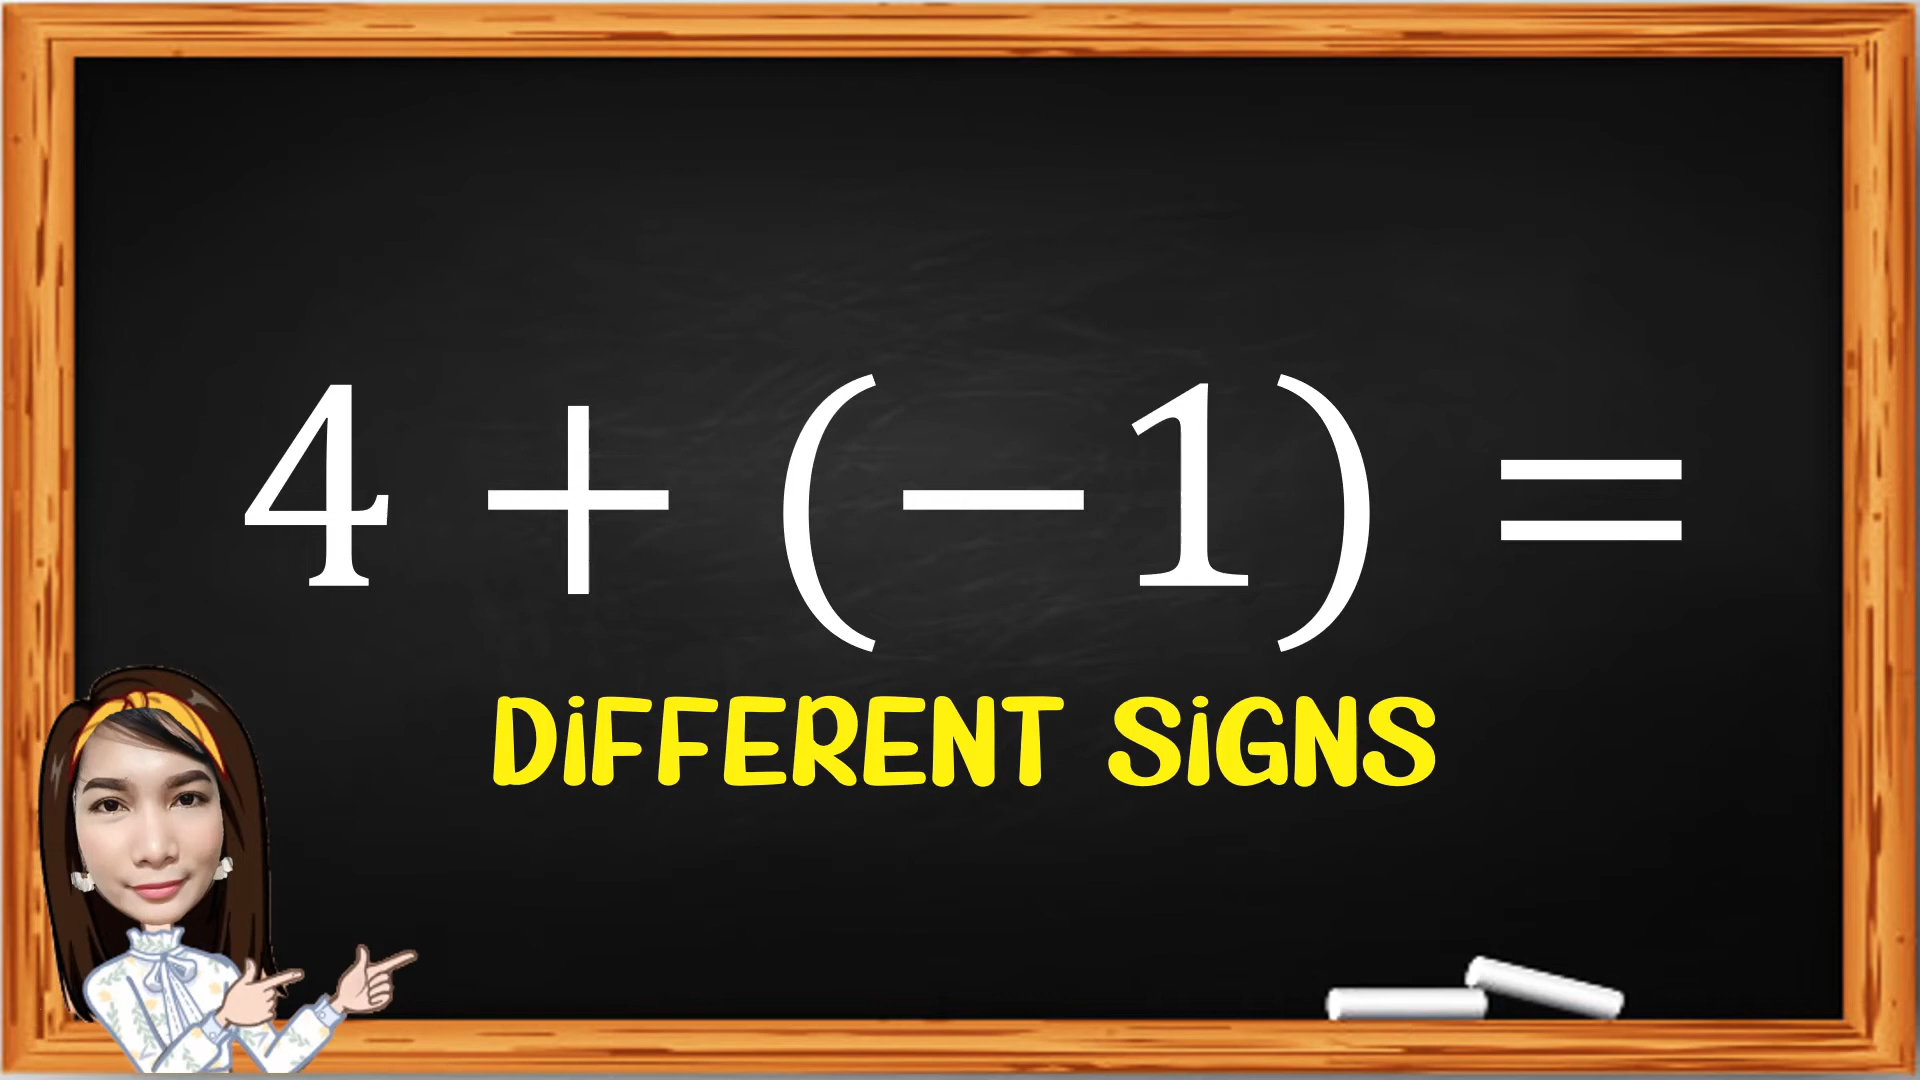 4 + (−1) =
DiFFERENT SiGNS